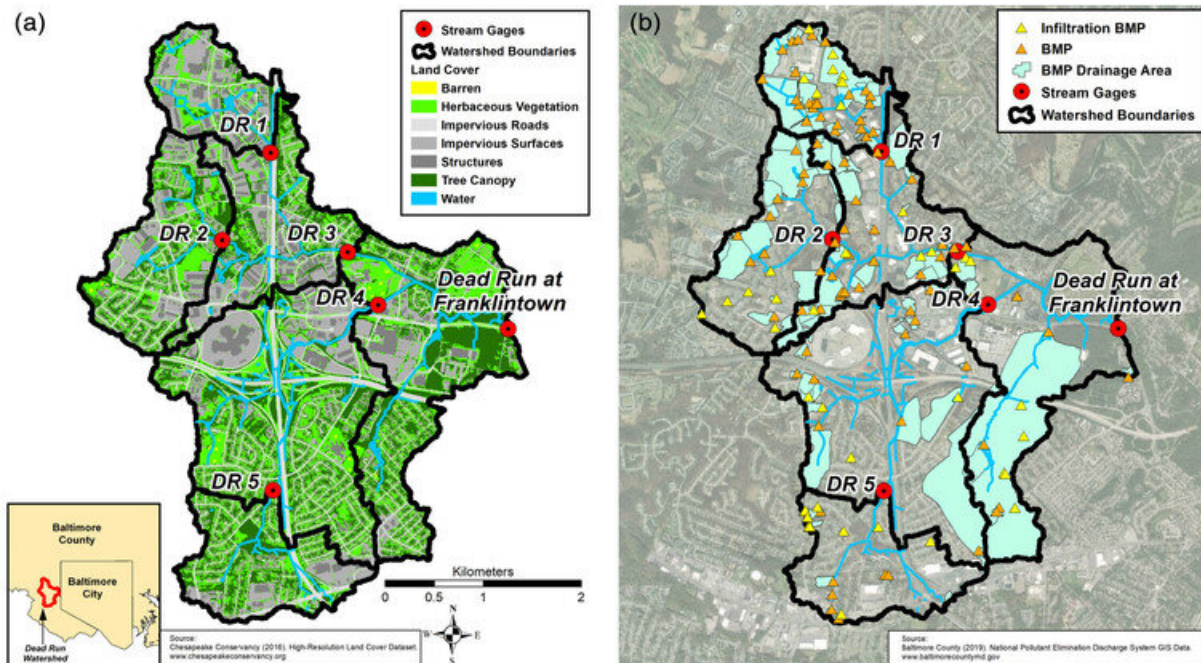 (a)
Stream Gages
Watershed Boundaries
Land Cover
Barren
Herbaceous Vegetation
Impervious Roads
Impervious Surfaces
Structures
Tree Canopy
Water
DR 1
DR 2
DR 3
DR 4
Dead Run at
Franklintown
DR 5
Baltimore
County
Baltimore
City
Dead Run
Watershed
Kilometers
0 0.5 1 2
N
W E
S
Source:
Chesapeake Conservancy (2016). High-Resolution Land Cover Dataset.
www.chesapeakeconservancy.org
(b)
Infiltration BMP
BMP
BMP Drainage Area
Stream Gages
Watershed Boundaries
DR 1
DR 2
DR 3
DR 4
Dead Run at
Franklintown
DR 5
Source:
Baltimore County (2019). National Pollutant Elimination Discharge System GIS Data.
www.baltimorecountymd.gov